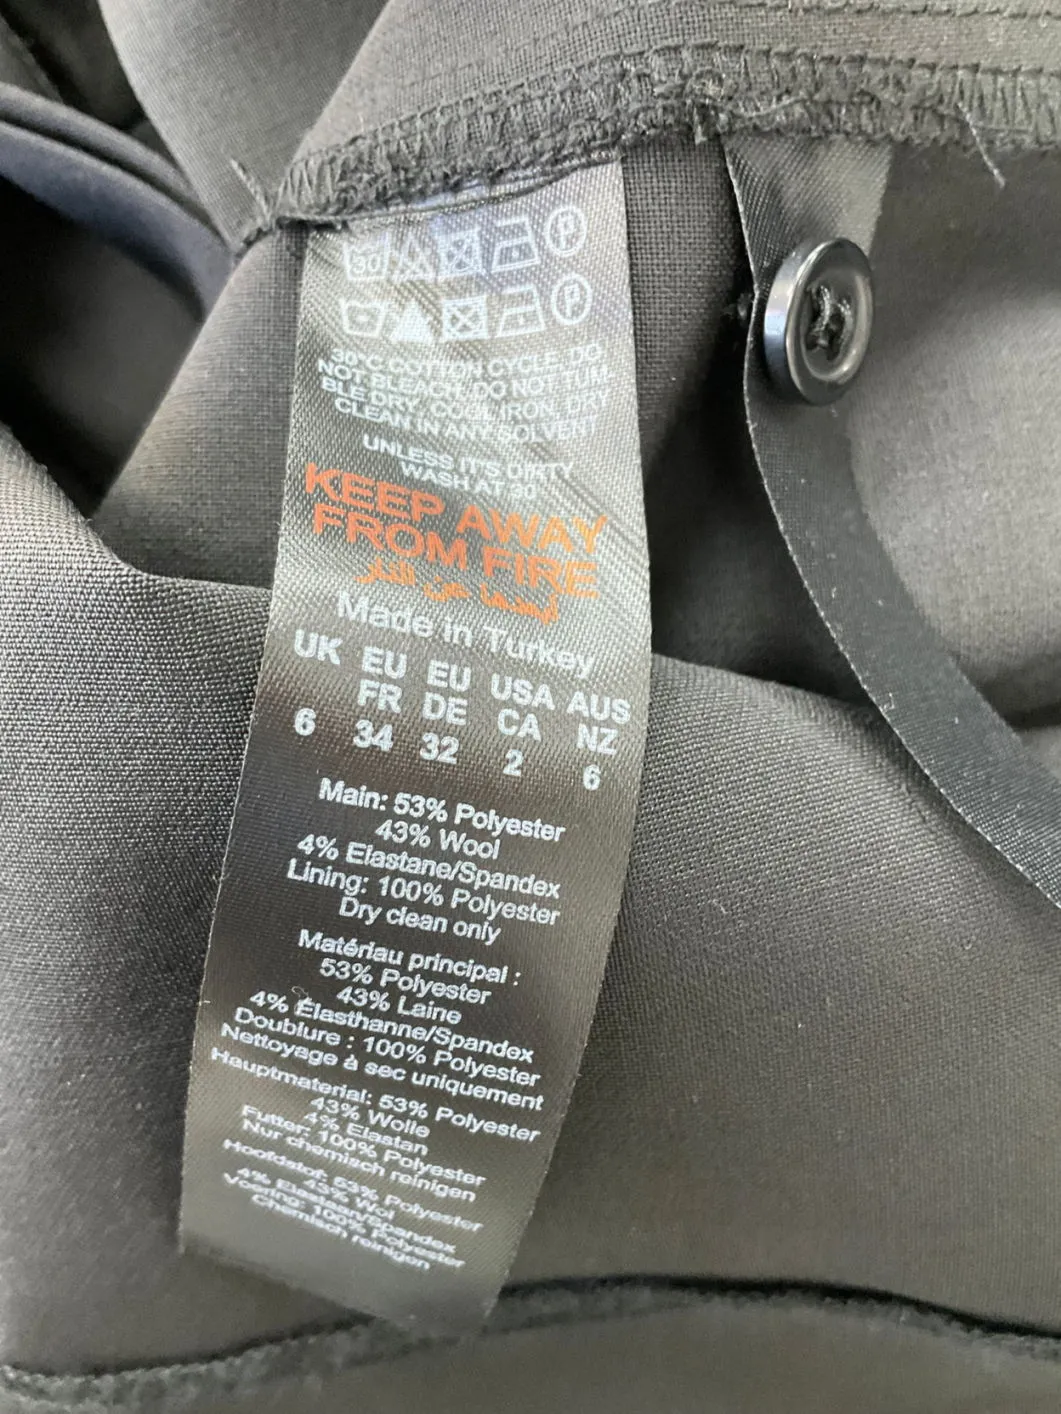 30
P
P
30°C COTTON CYCLE, DO
NOT BLEACH, DO NOT TUM
BLE DRY, COOL IRON, DRY
CLEAN IN ANY SOLVENT
UNLESS IT'S DIRTY
WASH AT 20
KEEP AWAY
FROM FIRE
Made in Turkey
UK EU EU USA AUS
FR DE CA NZ
6 34 32 2 6
Main: 53% Polyester
43% Wool
4% Elastane/Spandex
Lining: 100% Polyester
Dry clean only
Matériau principal :
53% Polyester
43% Laine
4% Élasthanne/Spandex
Doublure : 100% Polyester
Nettoyage à sec uniquement
Hauptmaterial: 53% Polyester
43% Wolle
4% Elastan
Futter: 100% Polyester
Nur chemisch reinigen
Hoofdstof: 53% Polyester
43% Wol
4% Elasthan/Spandex
Voering: 100% Polyester
Chemisch reinigen